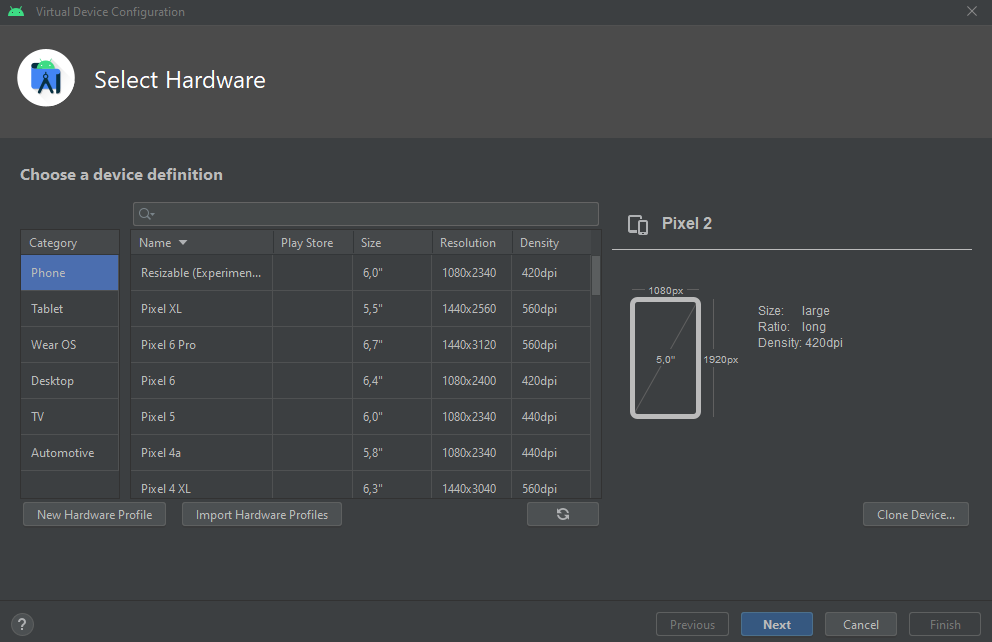 Virtual Device Configuration
Select Hardware
Choose a device definition
Category
Phone
Tablet
Wear OS
Desktop
TV
Automotive
Name Play Store Size Resolution Density
Resizable (Experimen... 6,0" 1080x2340 420dpi
Pixel XL 5,5" 1440x2560 560dpi
Pixel 6 Pro 6,7" 1440x3120 560dpi
Pixel 6 6,4" 1080x2400 420dpi
Pixel 5 6,0" 1080x2340 440dpi
Pixel 4a 5,8" 1080x2340 440dpi
Pixel 4 XL 6,3" 1440x3040 560dpi
New Hardware Profile Import Hardware Profiles
Pixel 2
1080px
5,0" 1920px
Size: large
Ratio: long
Density: 420dpi
Clone Device...
? Previous Next Cancel Finish